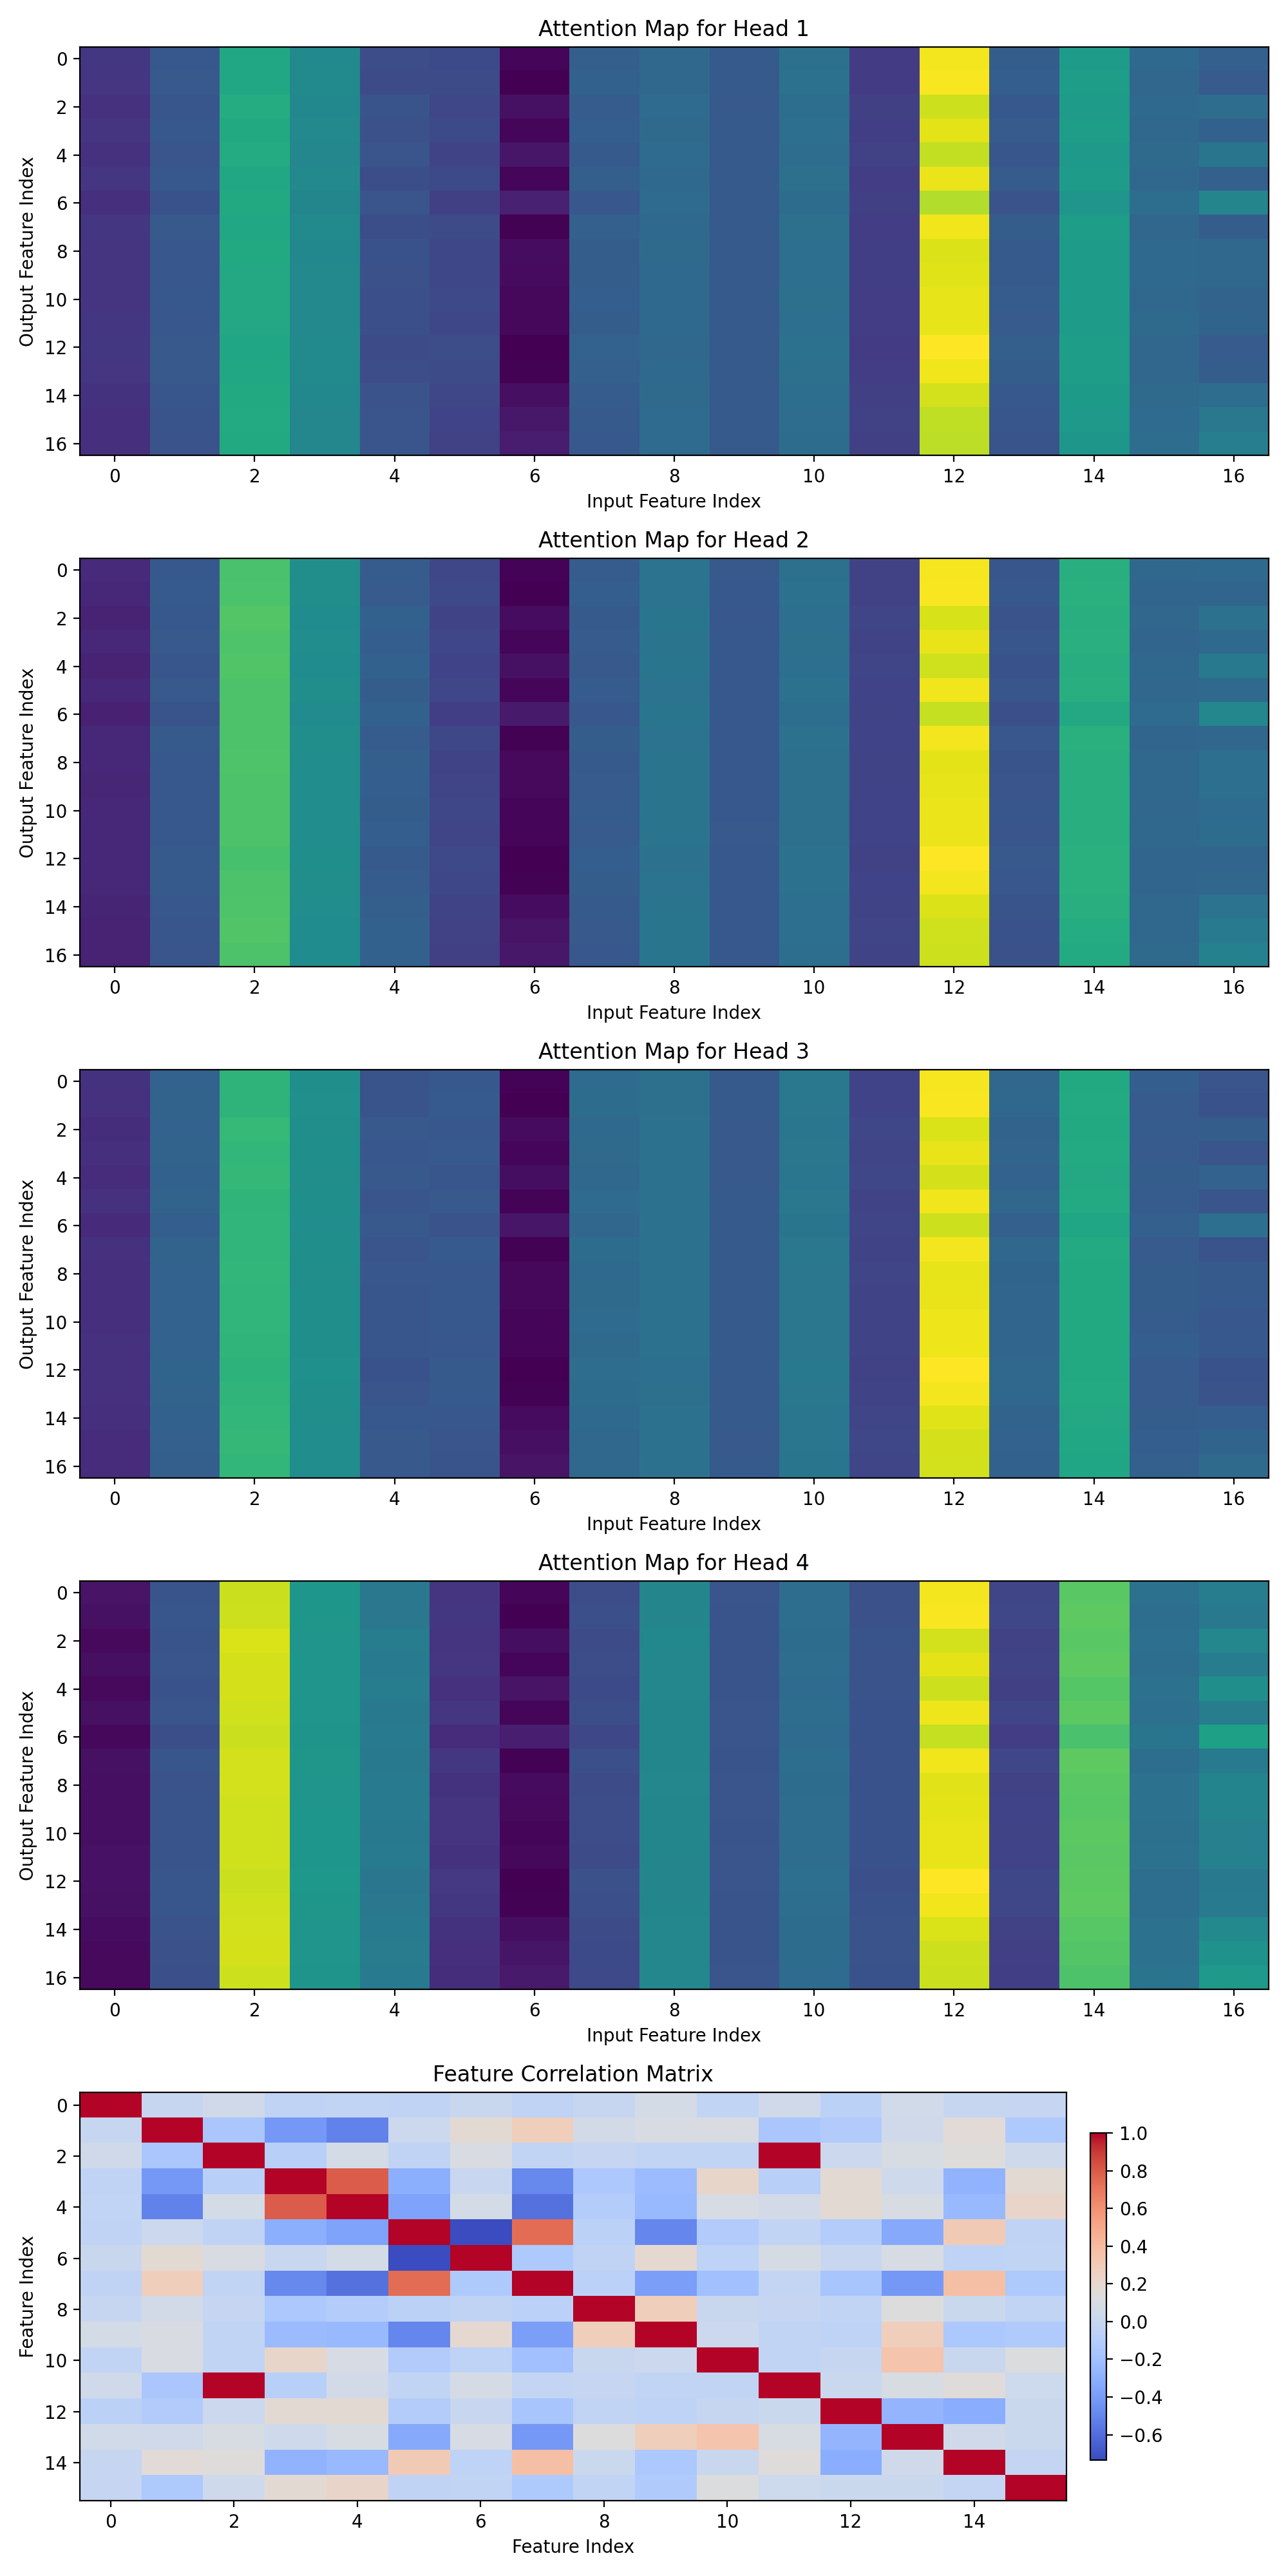 Attention Map for Head 1
Output Feature Index
0
2
4
6
8
10
12
14
16
0 2 4 6 8 10 12 14 16
Input Feature Index
Attention Map for Head 2
Output Feature Index
0
2
4
6
8
10
12
14
16
0 2 4 6 8 10 12 14 16
Input Feature Index
Attention Map for Head 3
Output Feature Index
0
2
4
6
8
10
12
14
16
0 2 4 6 8 10 12 14 16
Input Feature Index
Attention Map for Head 4
Output Feature Index
0
2
4
6
8
10
12
14
16
0 2 4 6 8 10 12 14 16
Input Feature Index
Feature Correlation Matrix
Feature Index
0
2
4
6
8
10
12
14
0 2 4 6 8 10 12 14
Feature Index
1.0
0.8
0.6
0.4
0.2
0.0
−0.2
−0.4
−0.6